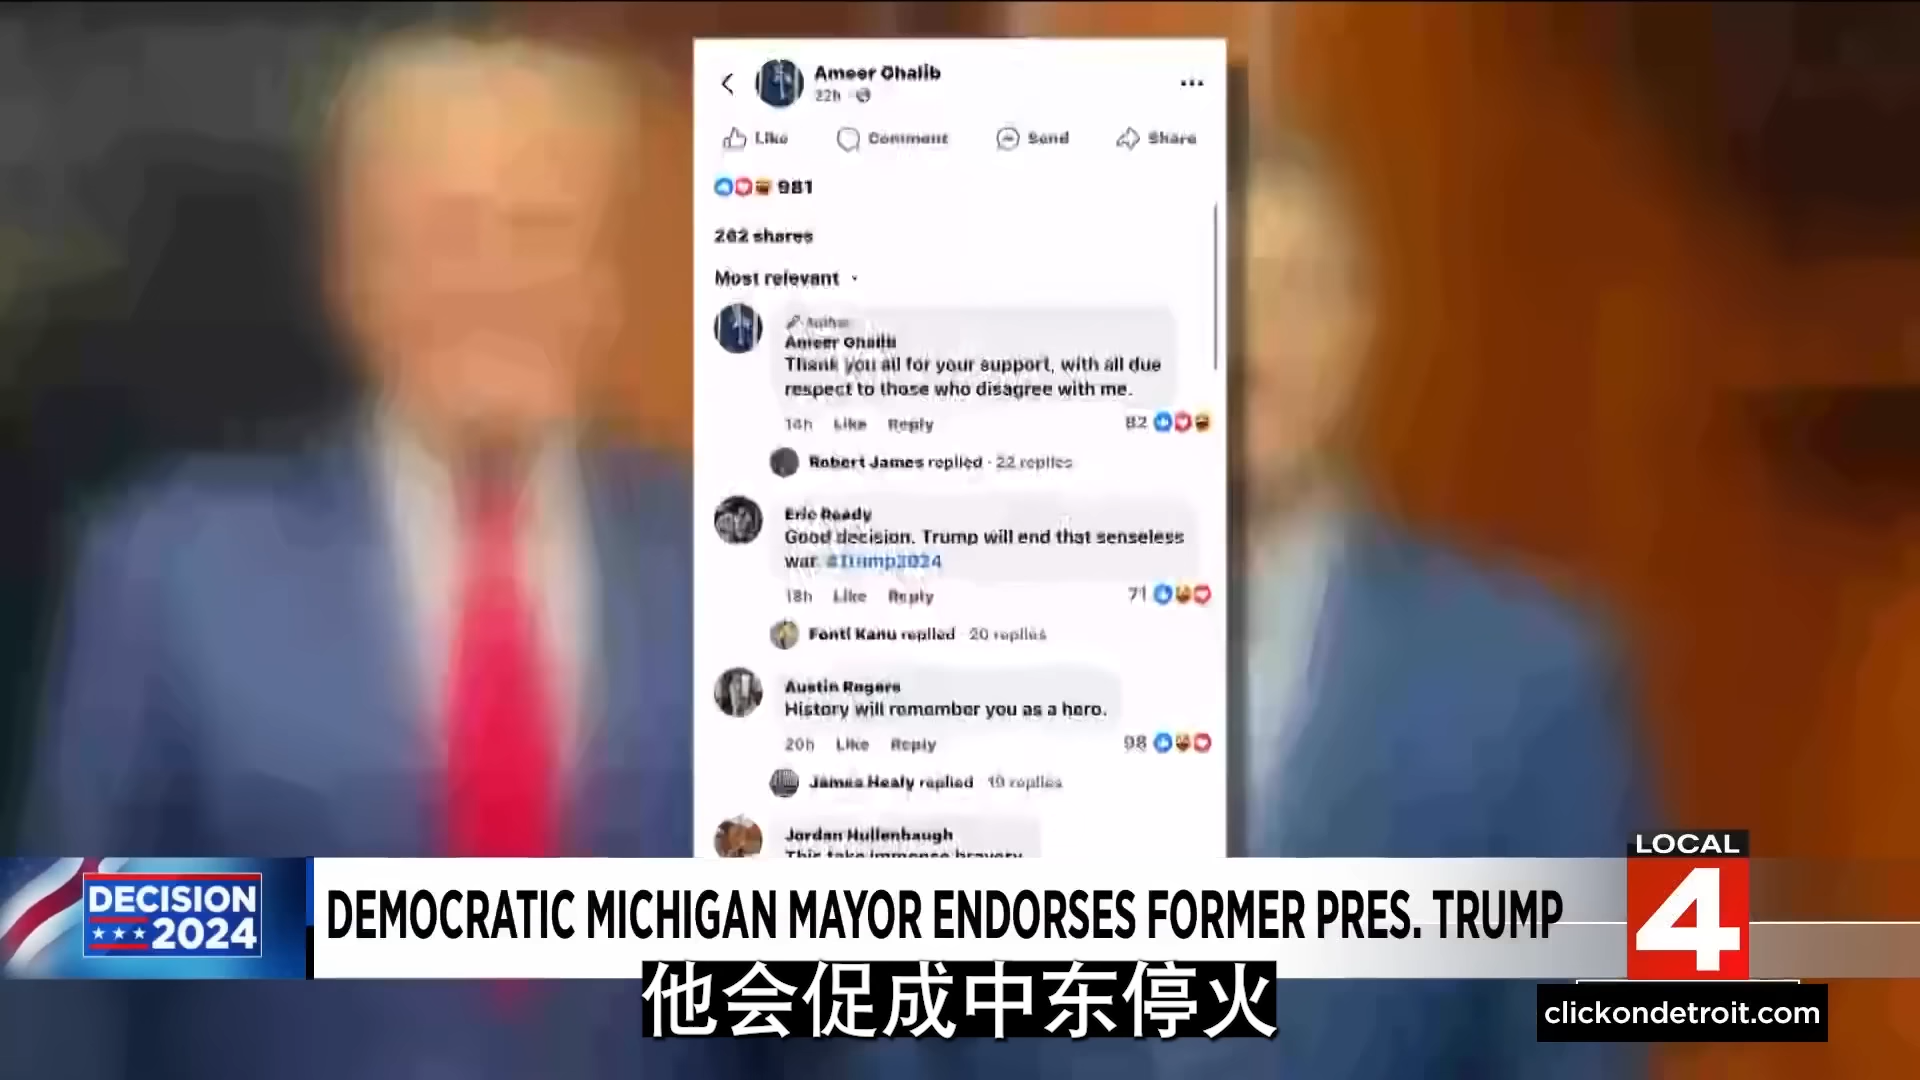 Ameer Ghalib
22h
Like
Comment
Send
Share
981
262 shares
Most relevant
Author
Ameer Ghalib
Thank you all for your support, with all due
respect to those who disagree with me.
14h Like Reply
82
Robert James replied · 22 replies
Eric Ready
Good decision. Trump will end that senseless
war. #Trump2024
18h Like Reply
71
Fonti Kanu replied · 20 replies
Austin Rogers
History will remember you as a hero.
20h Like Reply
98
James Healy replied · 19 replies
Jordan Hullenbaugh
This take immense bravery
DECISION
2024
DEMOCRATIC MICHIGAN MAYOR ENDORSES FORMER PRES. TRUMP
LOCAL
4
他会促成中东停火
clickondetroit.com